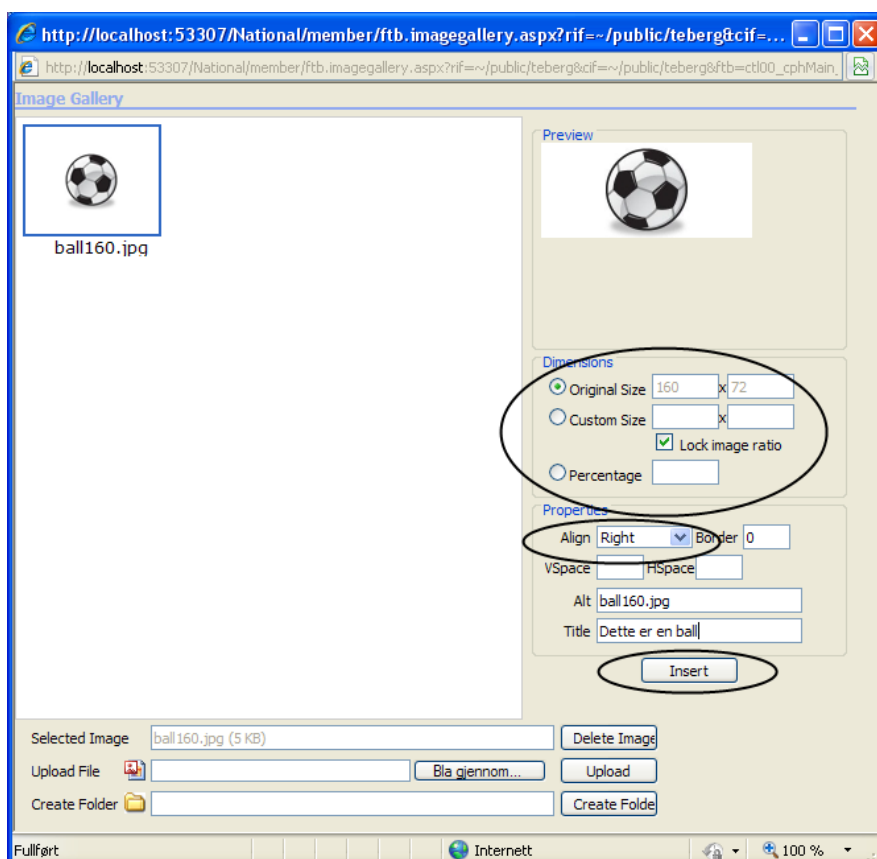 http://localhost:53307/National/member/ftb.imagegallery.aspx?rif=~/public/teberg&cif=...
http://localhost:53307/National/member/ftb.imagegallery.aspx?rif=~/public/teberg&cif=~/public/teberg&ftb=ctl00_cphMain_
Image Gallery
Preview
ball160.jpg
Dimensions
Original Size 160 x 72
Custom Size x
Lock image ratio
Percentage
Properties
Align Right Border 0
VSpace HSpace
Alt ball160.jpg
Title Dette er en ball
Insert
Selected Image ball160.jpg (5 KB) Delete Image
Upload File Bla gjennom... Upload
Create Folder Create Folde
Fullført Internett 100 %